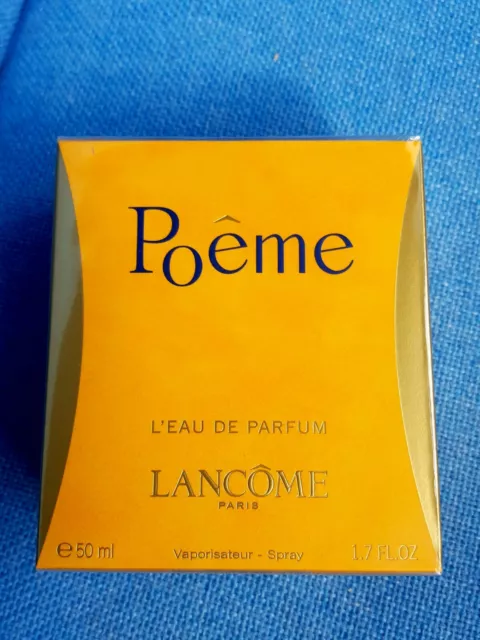 Poême
L'EAU DE PARFUM
LANCÔME
PARIS
℮ 50 ml Vaporisateur - Spray 1.7 FL.OZ